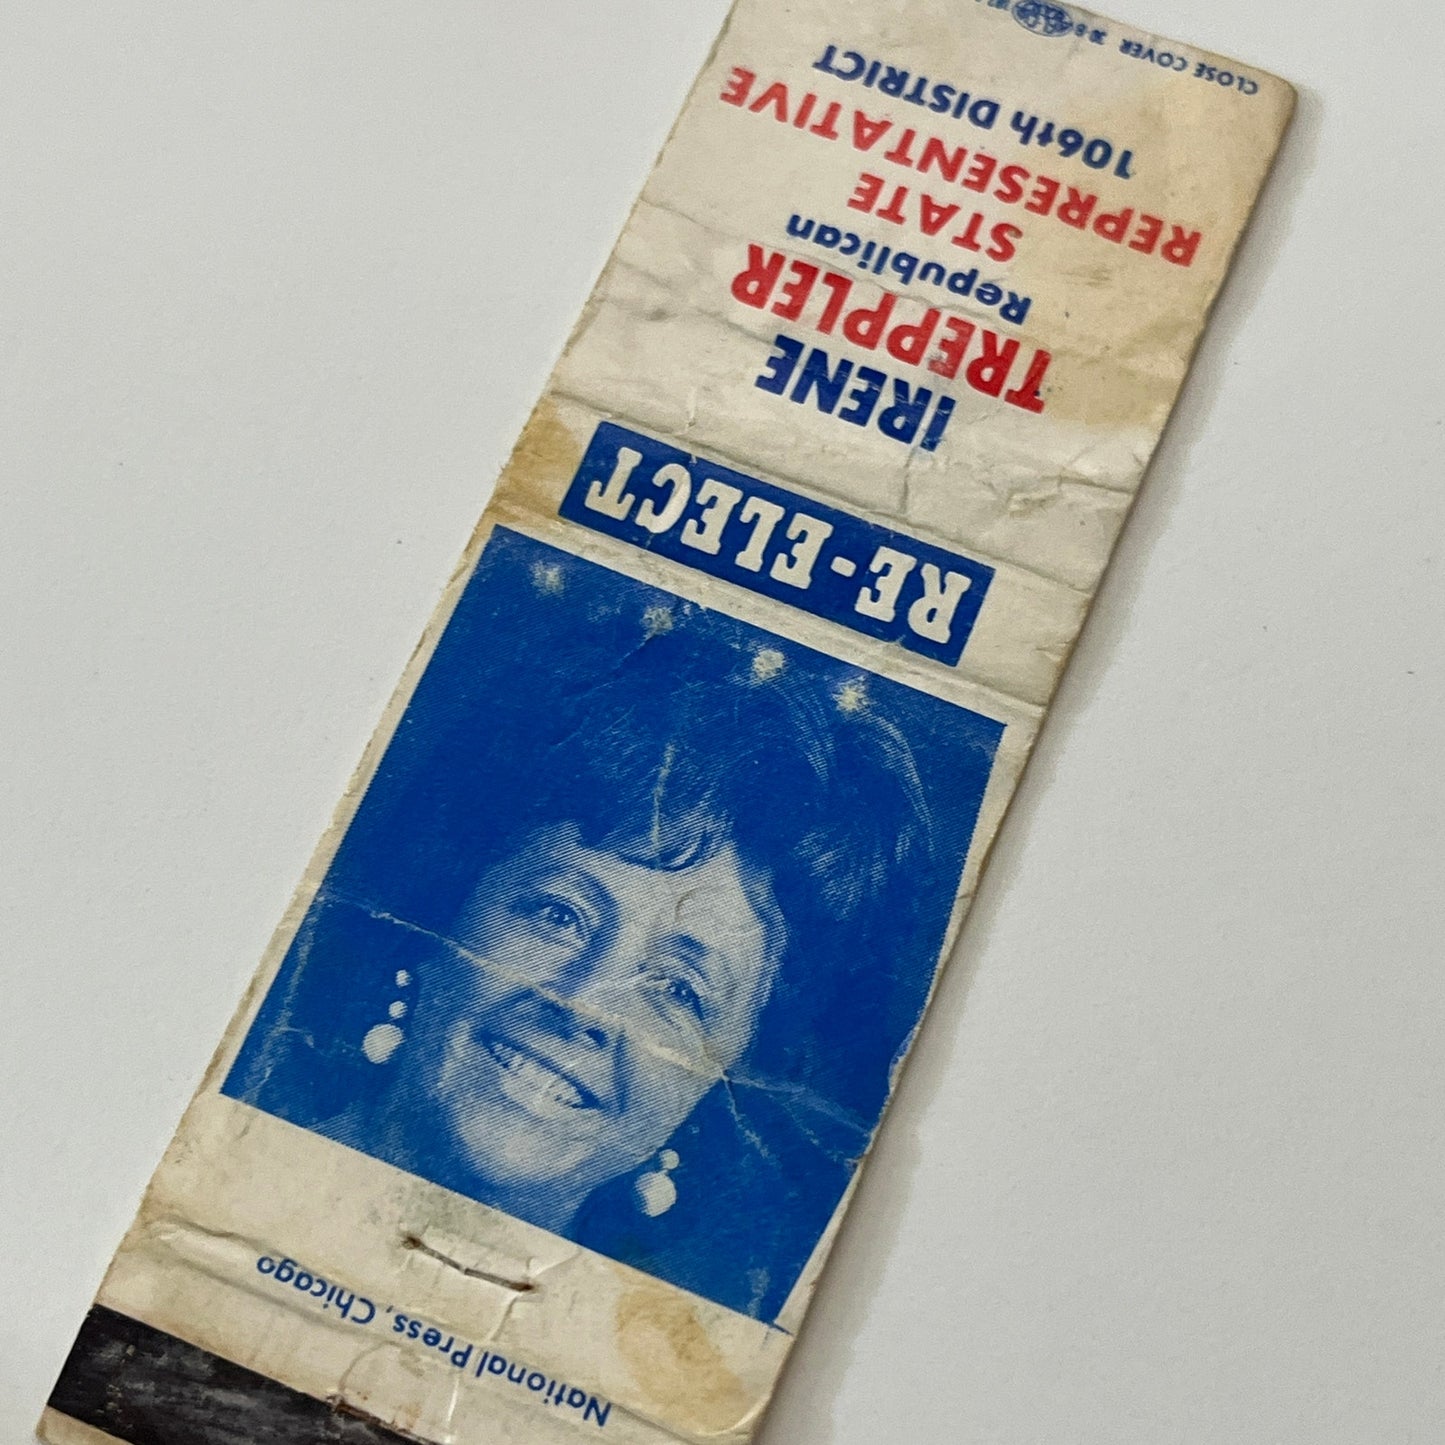 RE-ELECT
IRENE
TREPPLER
Republican
STATE
REPRESENTATIVE
106th DISTRICT
CLOSE COVER
National Press, Chicago